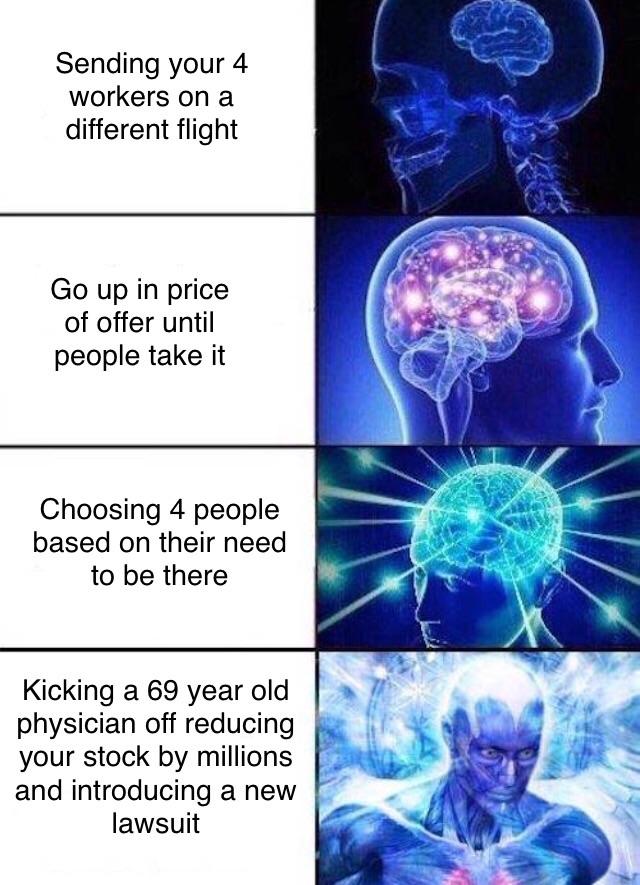 Sending your 4
workers on a
different flight
Go up in price
of offer until
people take it
Choosing 4 people
based on their need
to be there
Kicking a 69 year old
physician off reducing
your stock by millions
and introducing a new
lawsuit